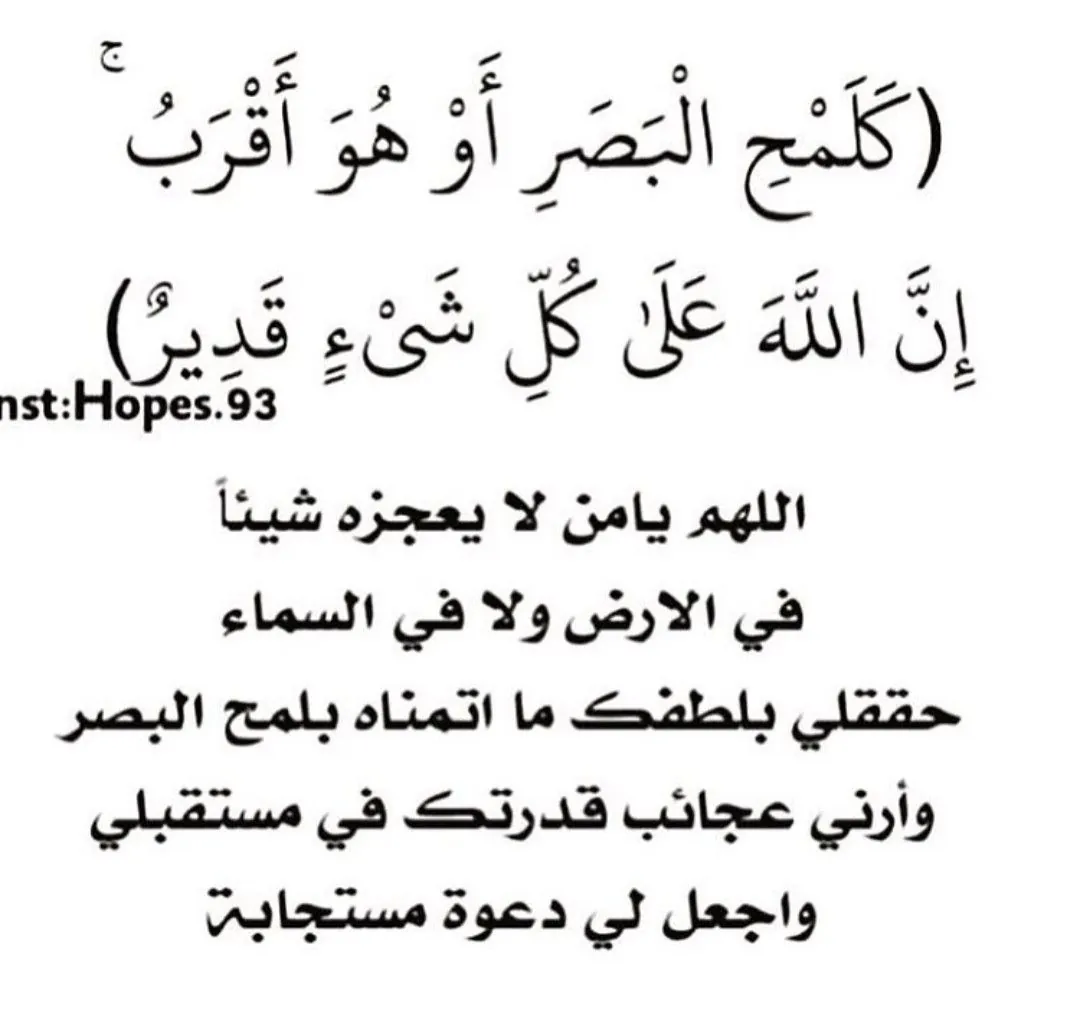 (كَلَمْحِ الْبَصَرِ أَوْ هُوَ أَقْرَبُ ۚ
إِنَّ اللَّهَ عَلَىٰ كُلِّ شَىْءٍ قَدِيرٌ)
nst:Hopes.93
اللهم يامن لا يعجزه شيئاً
في الارض ولا في السماء
حققلي بلطفك ما اتمناه بلمح البصر
وأرني عجائب قدرتك في مستقبلي
واجعل لي دعوة مستجابة